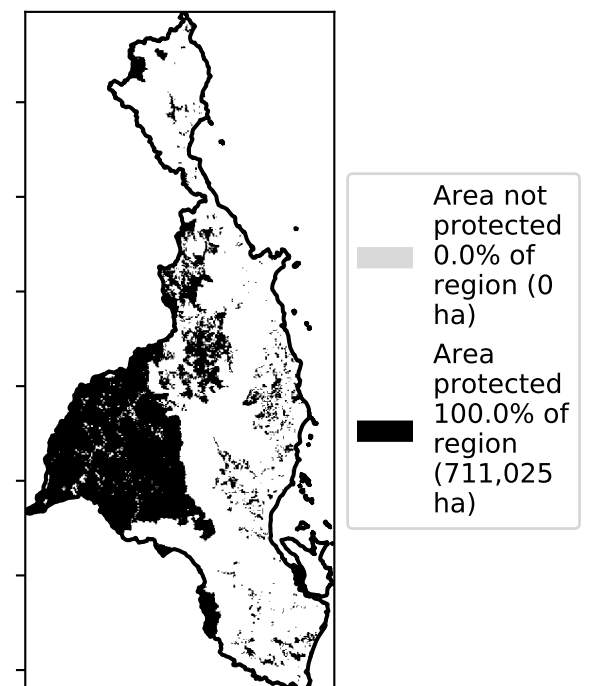 Area not
protected
0.0% of
region (0
ha)
Area
protected
100.0% of
region
(711,025
ha)